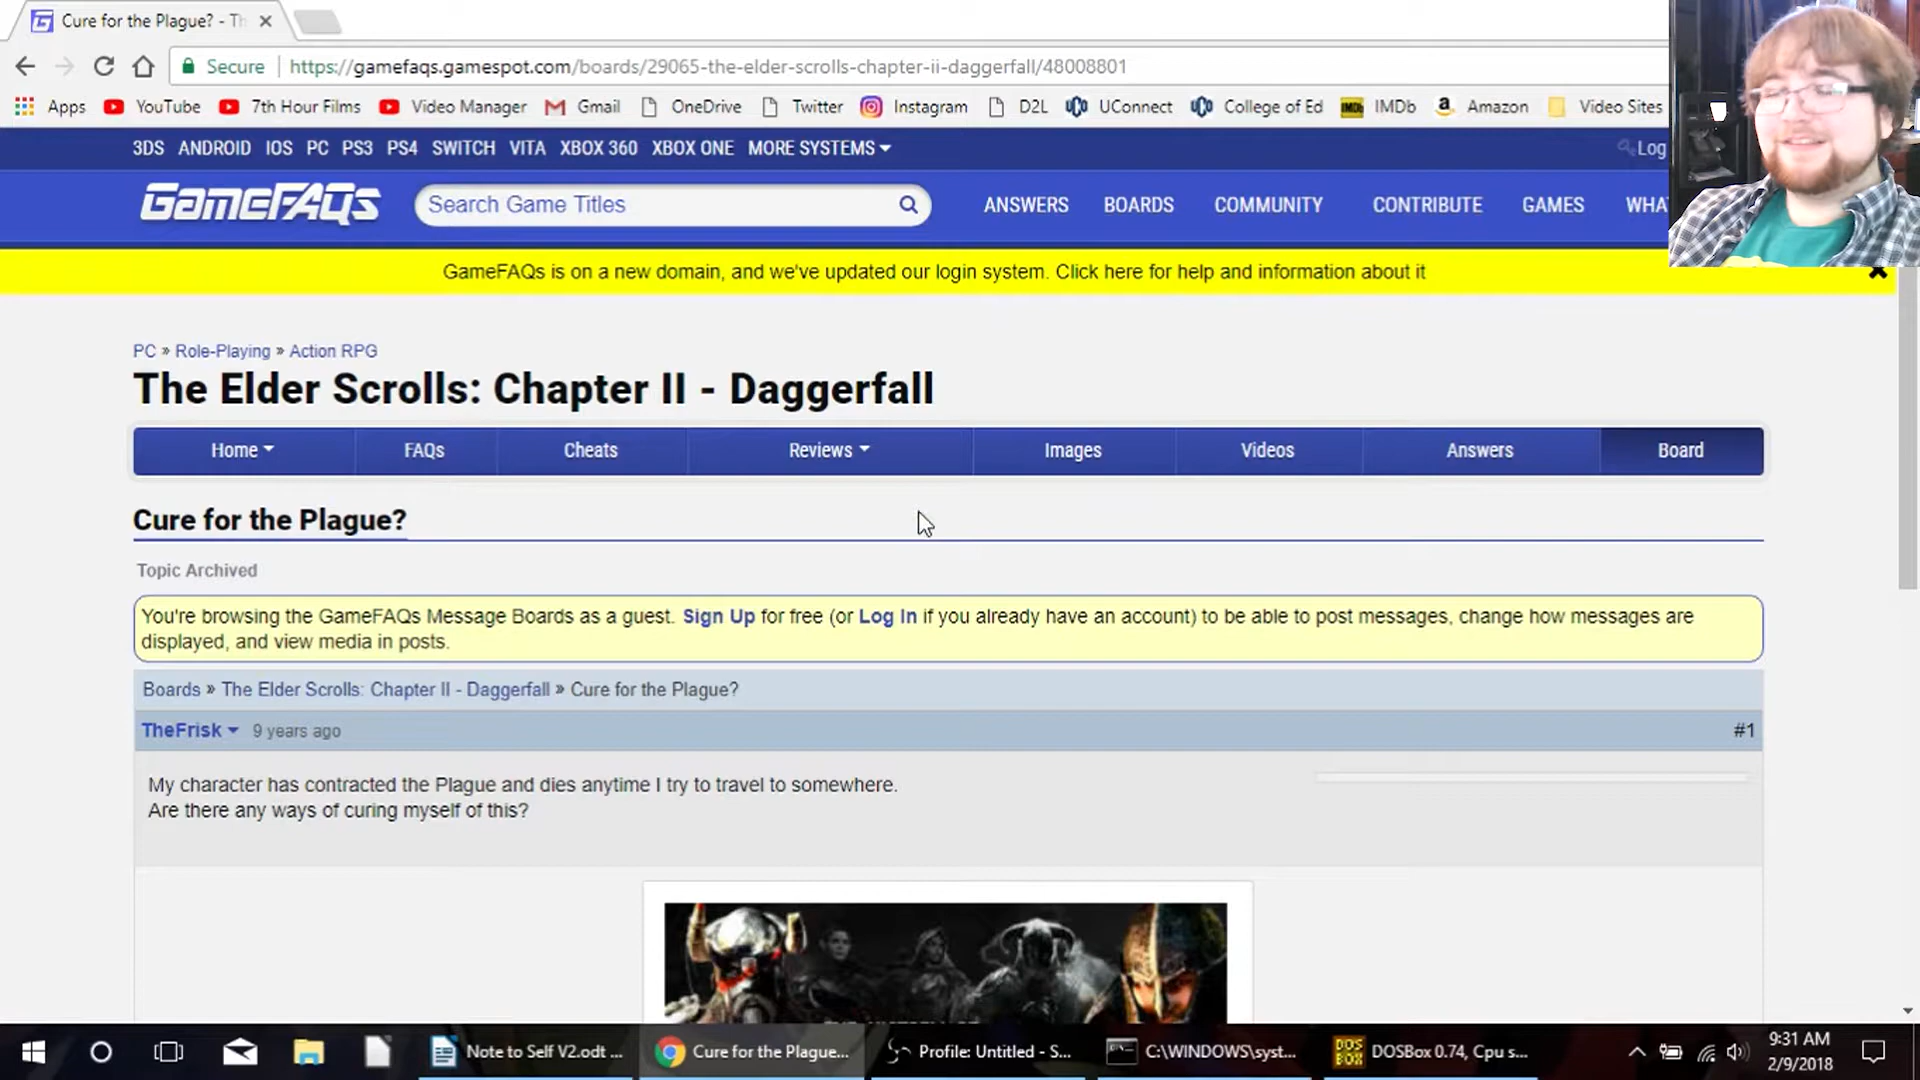 Cure for the Plague? - Th
Secure https://gamefaqs.gamespot.com/boards/29065-the-elder-scrolls-chapter-ii-daggerfall/48008801
Apps YouTube 7th Hour Films Video Manager Gmail OneDrive Twitter Instagram D2L UConnect College of Ed IMDb Amazon Video Sites
3DS ANDROID IOS PC PS3 PS4 SWITCH VITA XBOX 360 XBOX ONE MORE SYSTEMS Log
GameFAQs Search Game Titles ANSWERS BOARDS COMMUNITY CONTRIBUTE GAMES WHA
GameFAQs is on a new domain, and we've updated our login system. Click here for help and information about it
PC » Role-Playing » Action RPG
The Elder Scrolls: Chapter II - Daggerfall
Home FAQs Cheats Reviews Images Videos Answers Board
Cure for the Plague?
Topic Archived
You're browsing the GameFAQs Message Boards as a guest. Sign Up for free (or Log In if you already have an account) to be able to post messages, change how messages are
displayed, and view media in posts.
Boards » The Elder Scrolls: Chapter II - Daggerfall » Cure for the Plague?
TheFrisk 9 years ago #1
My character has contracted the Plague and dies anytime I try to travel to somewhere.
Are there any ways of curing myself of this?
Note to Self V2.odt ... Cure for the Plague... Profile: Untitled - S... C:\WINDOWS\syst... DOS BOX DOSBox 0.74, Cpu s... 9:31 AM
2/9/2018